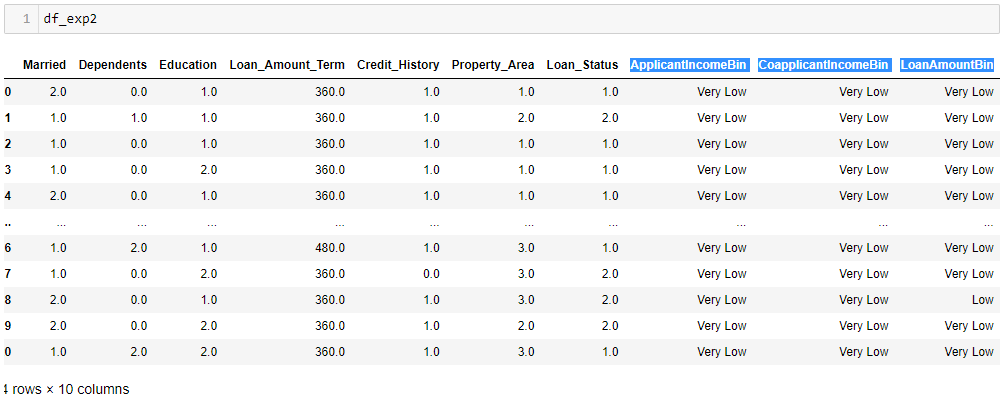 1 df_exp2
Married Dependents Education Loan_Amount_Term Credit_History Property_Area Loan_Status ApplicantIncomeBin CoapplicantIncomeBin LoanAmountBin
0 2.0 0.0 1.0 360.0 1.0 1.0 1.0 Very Low Very Low Very Low
1 1.0 1.0 1.0 360.0 1.0 2.0 2.0 Very Low Very Low Very Low
2 1.0 0.0 1.0 360.0 1.0 1.0 1.0 Very Low Very Low Very Low
3 1.0 0.0 2.0 360.0 1.0 1.0 1.0 Very Low Very Low Very Low
4 2.0 0.0 1.0 360.0 1.0 1.0 1.0 Very Low Very Low Very Low
.. ... ... ... ... ... ... ... ... ... ...
6 1.0 2.0 1.0 480.0 1.0 3.0 1.0 Very Low Very Low Very Low
7 1.0 0.0 2.0 360.0 0.0 3.0 2.0 Very Low Very Low Very Low
8 2.0 0.0 1.0 360.0 1.0 3.0 2.0 Very Low Very Low Low
9 2.0 0.0 2.0 360.0 1.0 2.0 2.0 Very Low Very Low Very Low
0 1.0 2.0 2.0 360.0 1.0 3.0 1.0 Very Low Very Low Very Low
4 rows × 10 columns